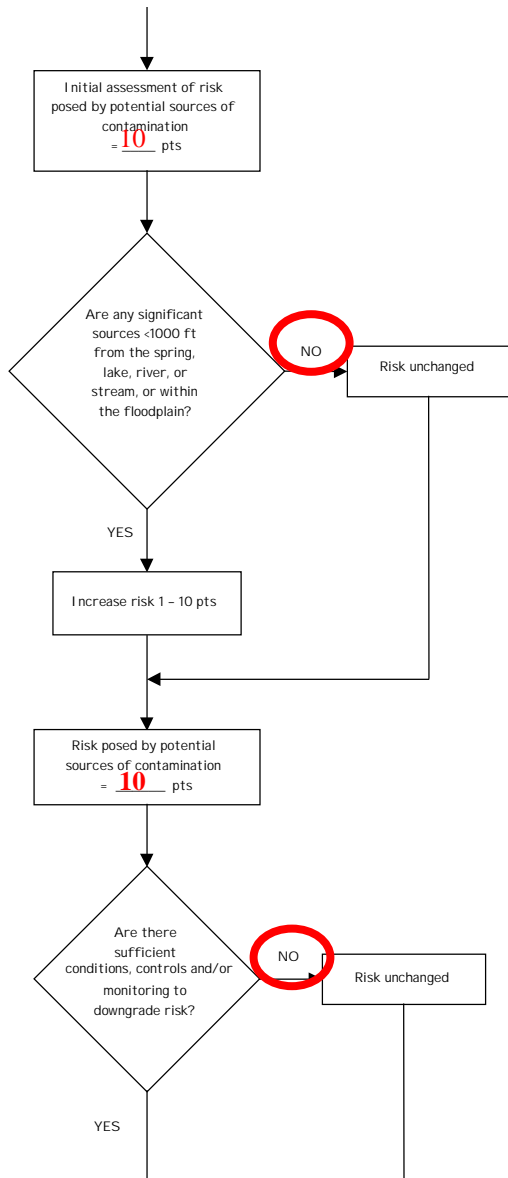 Initial assessment of risk
posed by potential sources of
contamination
= 10 pts
Are any significant
sources <1000 ft
from the spring,
lake, river, or
stream, or within
the floodplain?
NO
Risk unchanged
YES
Increase risk 1 – 10 pts
Risk posed by potential
sources of contamination
= 10 pts
Are there
sufficient
conditions, controls and/or
monitoring to
downgrade risk?
NO
Risk unchanged
YES